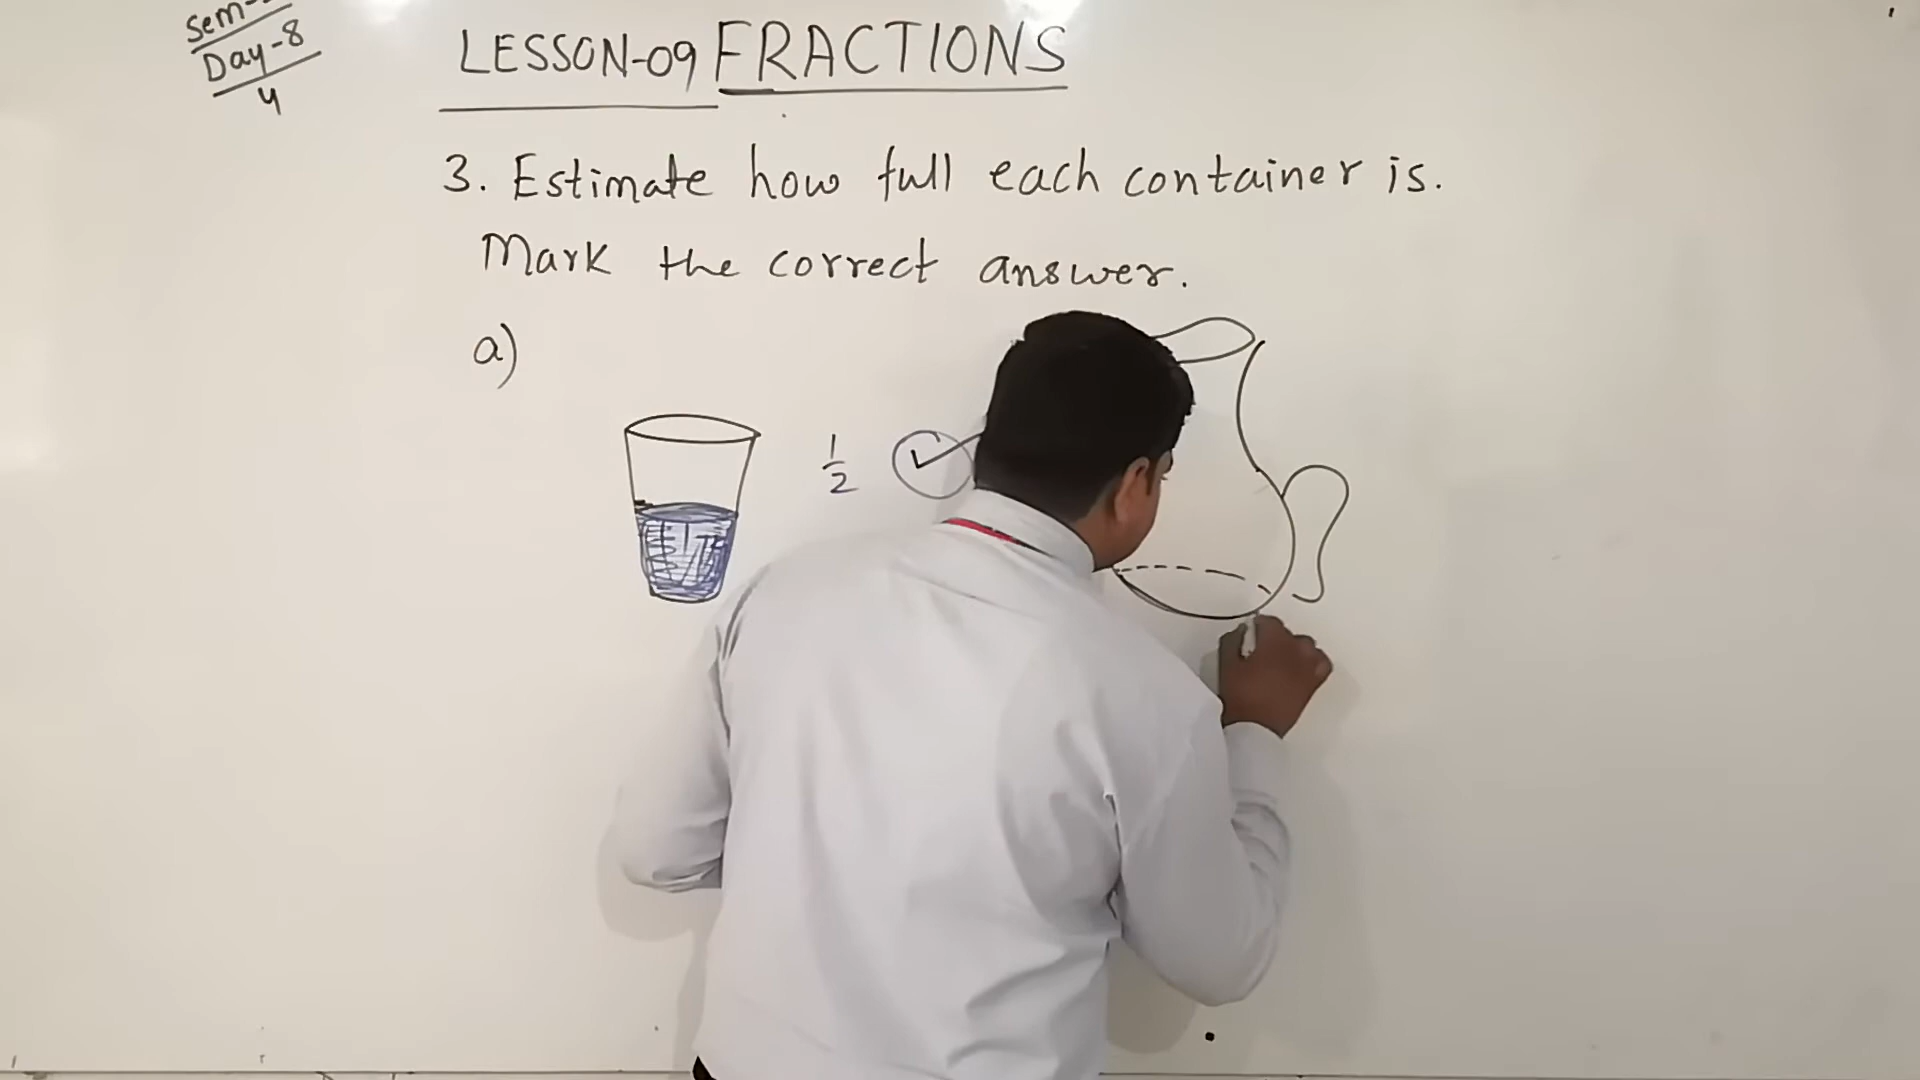 Day-8
4
LESSON-09 FRACTIONS
3. Estimate how full each container is.
Mark the correct answer.
a)
1/2